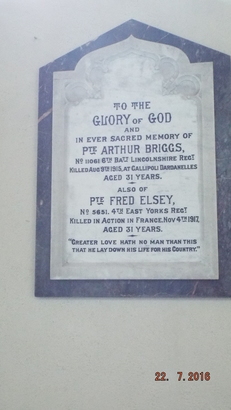 TO THE
GLORY OF GOD
AND
IN EVER SACRED MEMORY OF
PTE ARTHUR BRIGGS,
No 11061 6TH BATT LINCOLNSHIRE REGT
KILLED AUG 9TH 1915, AT GALLIPOLI DARDANELLES
AGED 31 YEARS.
ALSO OF
PTE FRED ELSEY,
No 5651. 4TH EAST YORKS REGT
KILLED IN ACTION IN FRANCE, NOV 4TH 1917,
AGED 31 YEARS.
"GREATER LOVE HATH NO MAN THAN THIS
THAT HE LAY DOWN HIS LIFE FOR HIS COUNTRY."
22. 7.2016